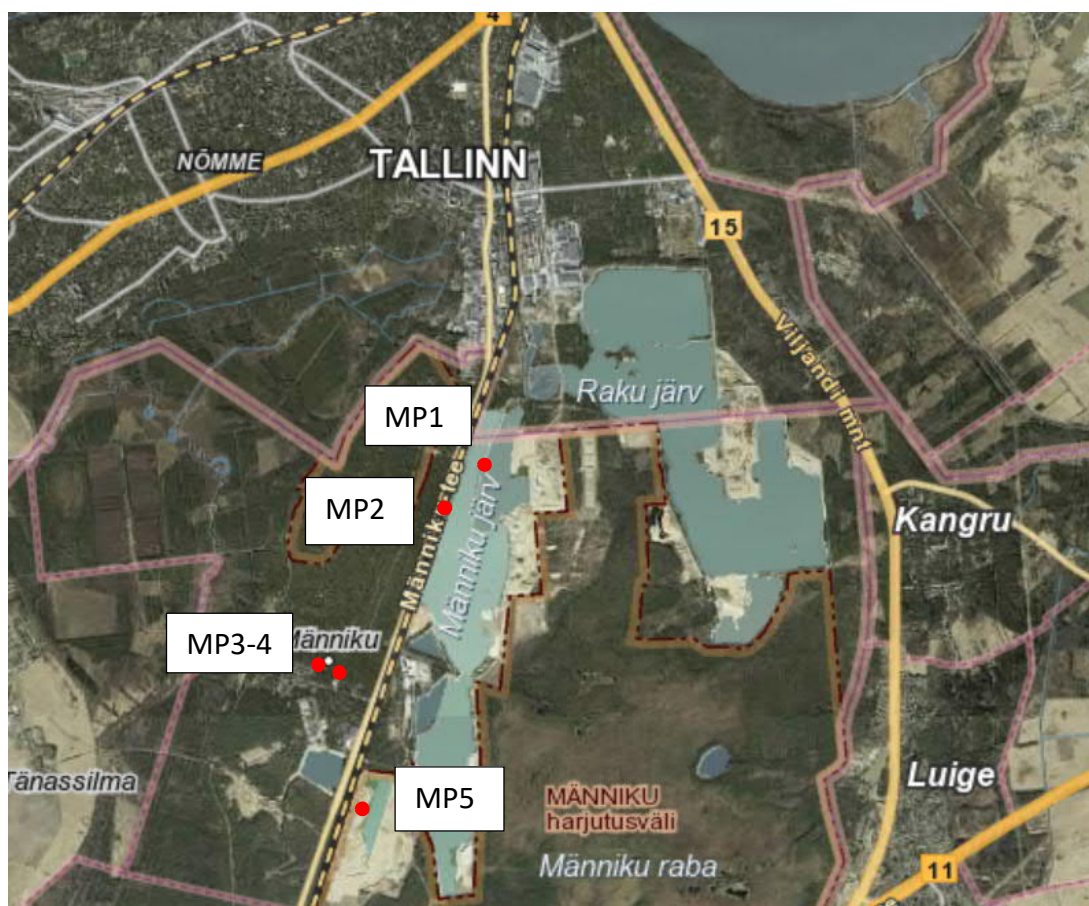 4
NÕMME
TALLINN
15
Viljandi mnt
Raku järv
MP1
MP2
Männiku tee
Männiku järv
Kangru
MP3-4
Männiku
Tänassilma
MP5
Luige
MÄNNIKU
harjutusväli
Männiku raba
11